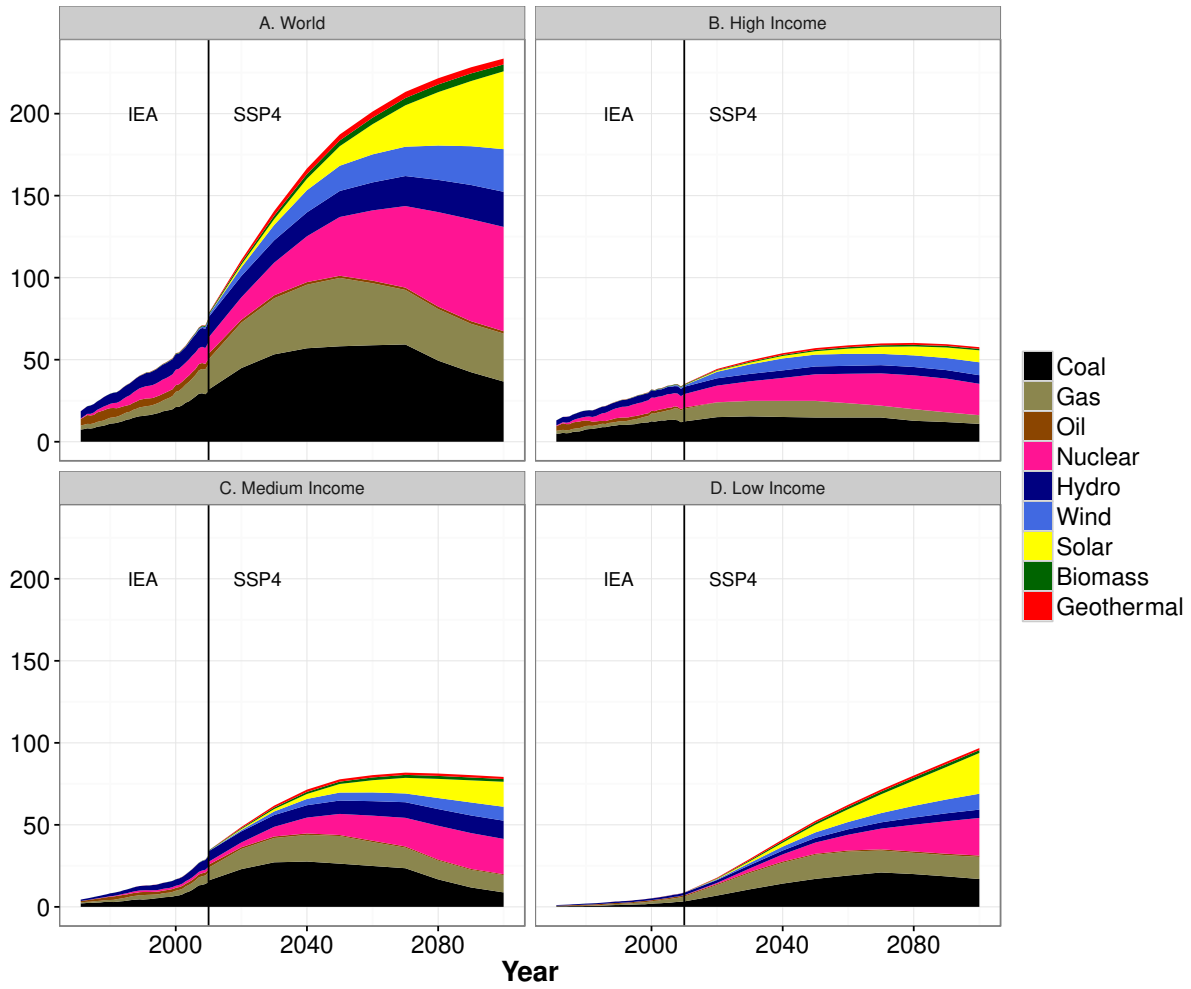 A. World
B. High Income
IEA
SSP4
IEA
SSP4
200
150
100
50
0
C. Medium Income
D. Low Income
IEA
SSP4
IEA
SSP4
200
150
100
50
0
2000
2040
2080
2000
2040
2080
Year
Coal
Gas
Oil
Nuclear
Hydro
Wind
Solar
Biomass
Geothermal